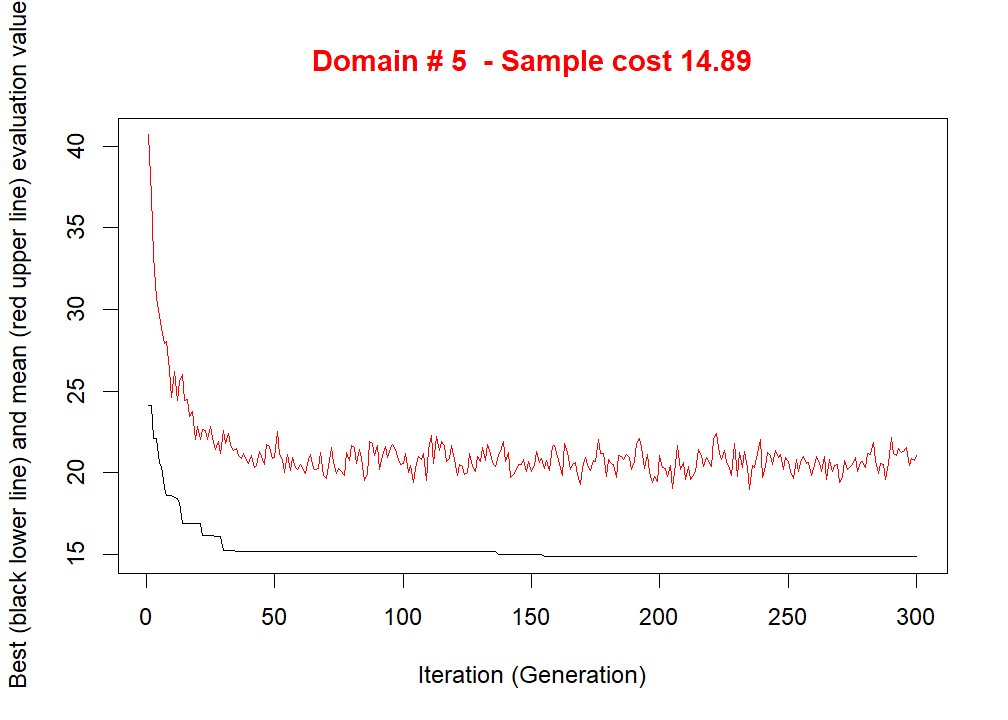 Domain # 5  - Sample cost 14.89
Best (black lower line) and mean (red upper line) evaluation value
40
35
30
25
20
15
0 50 100 150 200 250 300
Iteration (Generation)